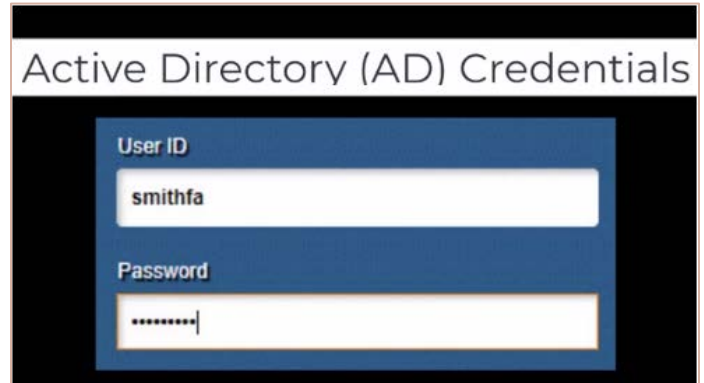 Active Directory (AD) Credentials
User ID
smithfa
Password
•••••••••